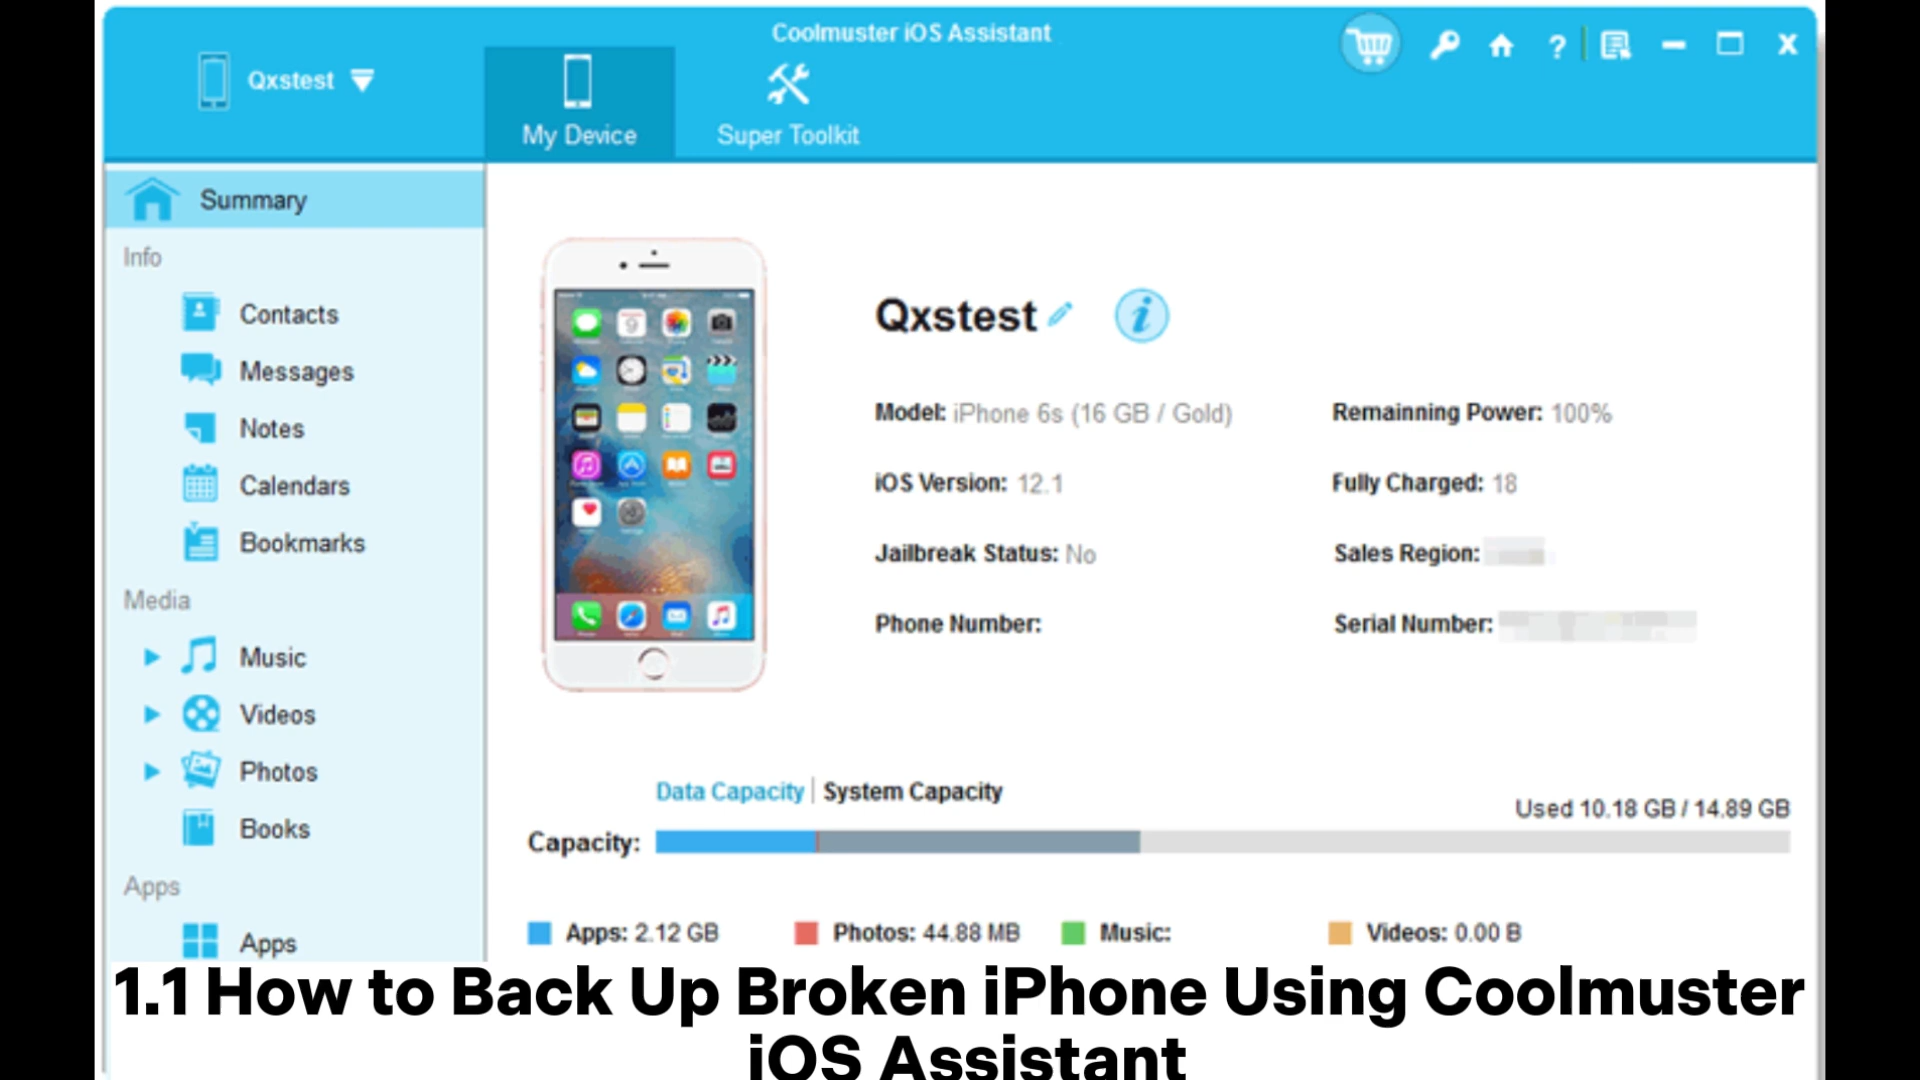 Coolmuster iOS Assistant
Qxstest
?
My Device
Super Toolkit
Summary
Info
Contacts
Messages
Notes
Calendars
Bookmarks
Media
Music
Videos
Photos
Books
Apps
Apps
Qxstest
i
Model: iPhone 6s (16 GB / Gold)
Remainning Power: 100%
iOS Version: 12.1
Fully Charged: 18
Jailbreak Status: No
Sales Region:
Phone Number:
Serial Number:
9
Data Capacity | System Capacity
Used 10.18 GB / 14.89 GB
Capacity:
Apps: 2.12 GB
Photos: 44.88 MB
Music:
Videos: 0.00 B
1.1 How to Back Up Broken iPhone Using Coolmuster
iOS Assistant